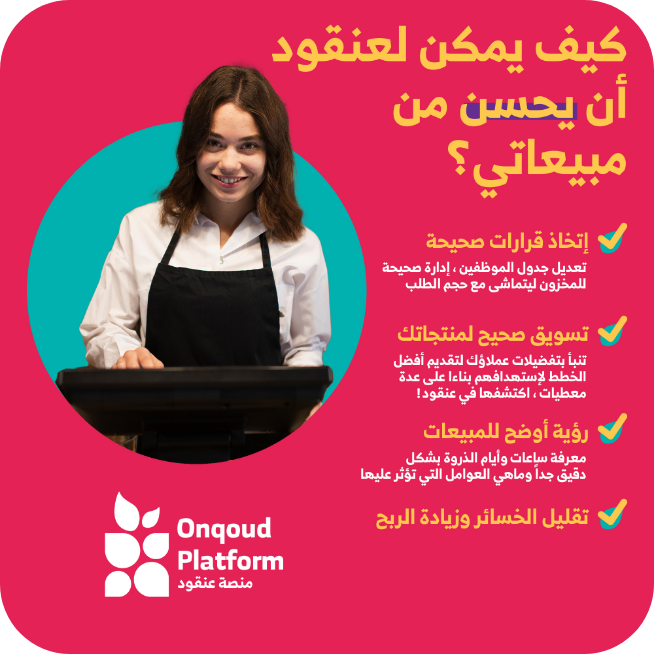 كيف يمكن لعنقود
أن يحسن من
مبيعاتي؟
إتخاذ قرارات صحيحة
تعديل جدول الموظفين ، إدارة صحيحة
للمخزون ليتماشى مع حجم الطلب
تسويق صحيح لمنتجاتك
تنبأ بتفضيلات عملاؤك لتقديم أفضل
الخطط لإستهدافهم بناءا على عدة
معطيات ، اكتشفها في عنقود!
رؤية أوضح للمبيعات
معرفة ساعات وأيام الذروة بشكل
دقيق جداً وماهي العوامل التي تؤثر عليها
تقليل الخسائر وزيادة الربح
Onqoud
Platform
منصة عنقود